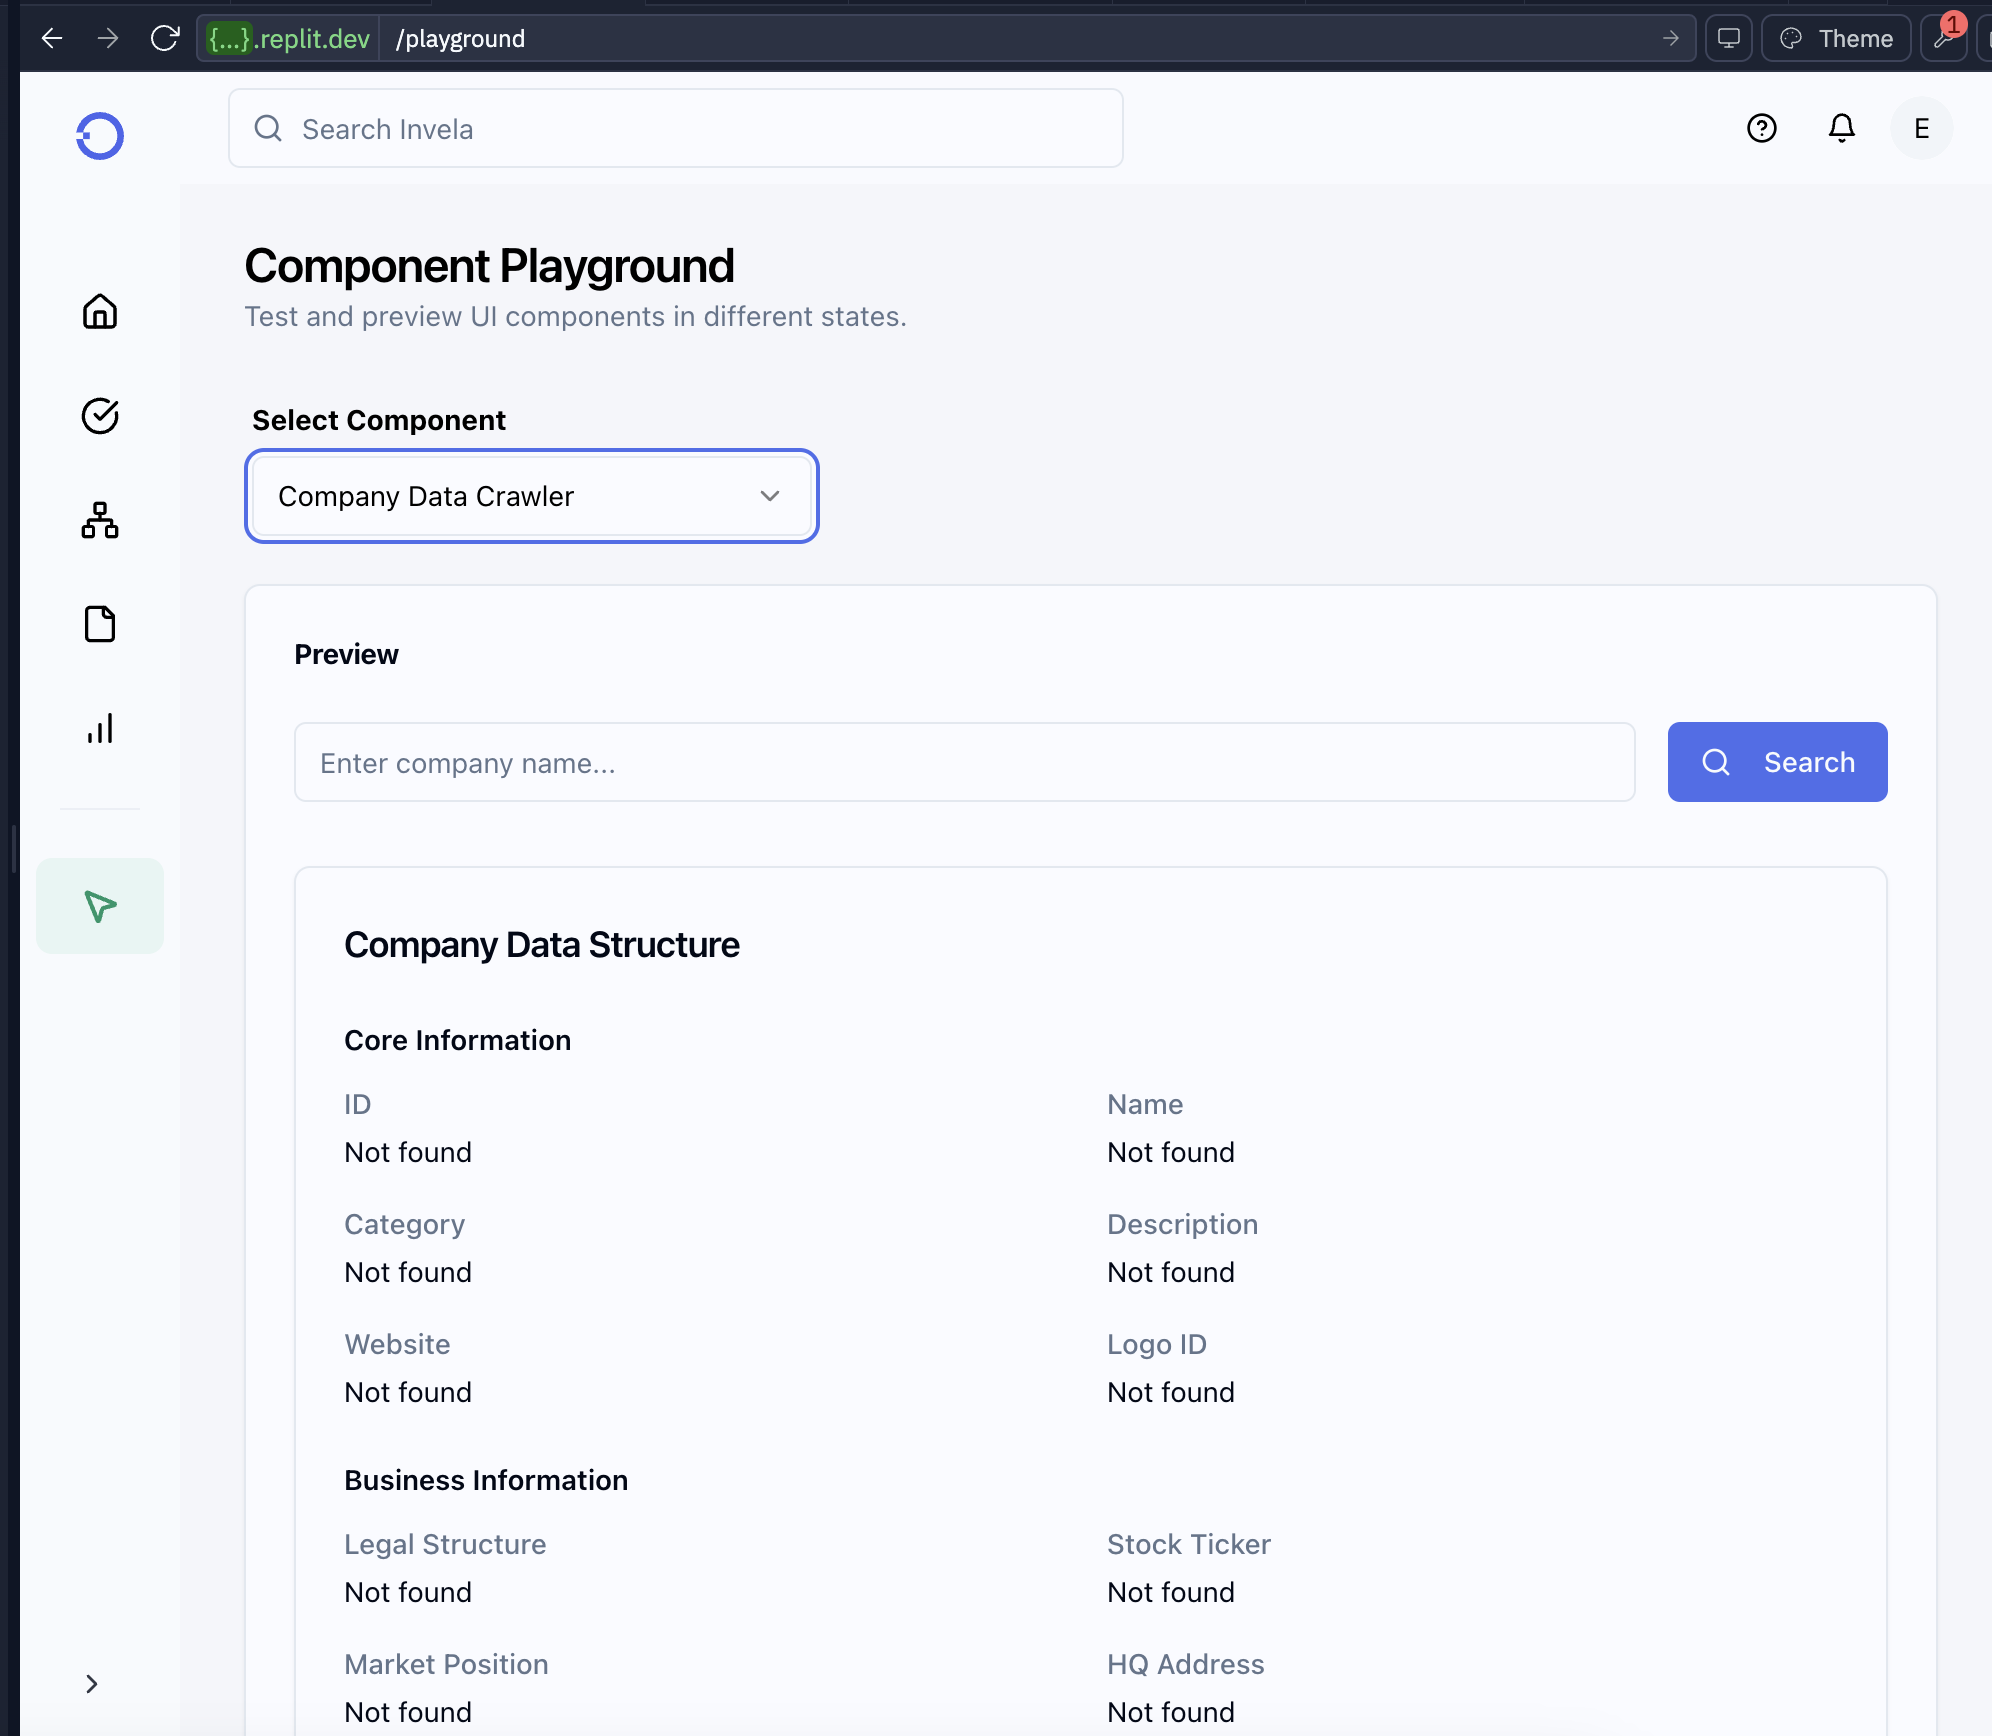 {...}.replit.dev /playground
Theme
1
Search Invela
E
Component Playground
Test and preview UI components in different states.
Select Component
Company Data Crawler
Preview
Enter company name...
Search
Company Data Structure
Core Information
ID Name
Not found Not found
Category Description
Not found Not found
Website Logo ID
Not found Not found
Business Information
Legal Structure Stock Ticker
Not found Not found
Market Position HQ Address
Not found Not found